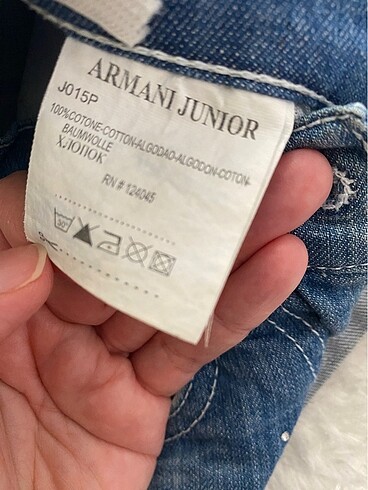 ARMANI JUNIOR
J015P
100%COTONE-COTTON-ALGODAO-ALGODON-COTON-
BAUMWOLLE
ХЛОПОК
RN # 124045
30°